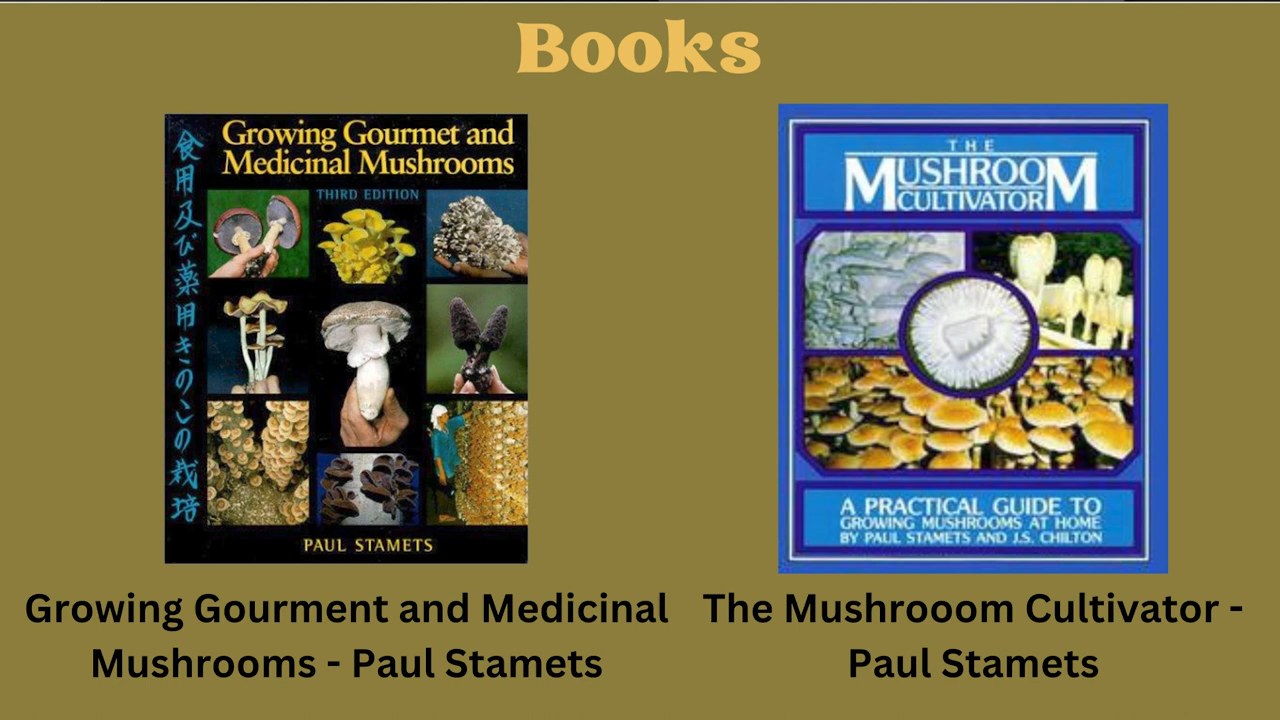 Books
Growing Gourmet and
Medicinal Mushrooms
THIRD EDITION
食用及び薬用きのこの栽培
PAUL STAMETS
THE
MUSHROOM
CULTIVATOR
A PRACTICAL GUIDE TO
GROWING MUSHROOMS AT HOME
BY PAUL STAMETS AND J.S. CHILTON
Growing Gourment and Medicinal
Mushrooms - Paul Stamets
The Mushrooom Cultivator -
Paul Stamets